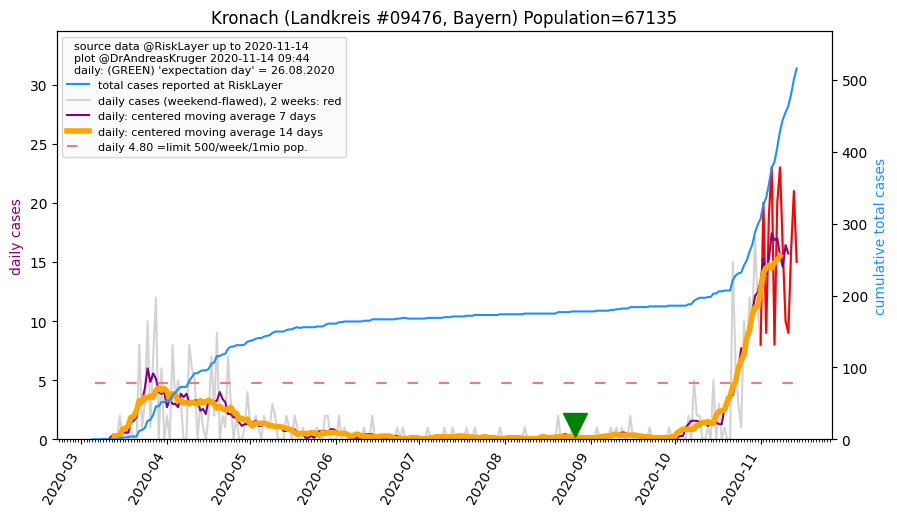 Kronach (Landkreis #09476, Bayern) Population=67135
source data @RiskLayer up to 2020-11-14
plot @DrAndreasKruger 2020-11-14 09:44
daily: (GREEN) 'expectation day' = 26.08.2020
total cases reported at RiskLayer
daily cases (weekend-flawed), 2 weeks: red
daily: centered moving average 7 days
daily: centered moving average 14 days
daily 4.80 =limit 500/week/1mio pop.
daily cases
30
25
20
15
10
5
0
cumulative total cases
500
400
300
200
100
0
2020-03
2020-04
2020-05
2020-06
2020-07
2020-08
2020-09
2020-10
2020-11